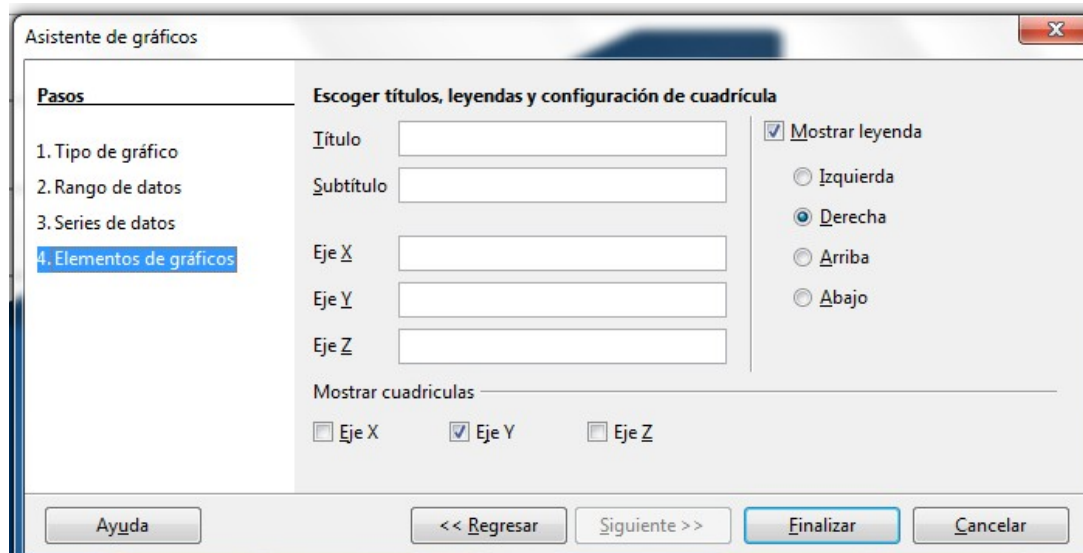 Asistente de gráficos
Pasos
1. Tipo de gráfico
2. Rango de datos
3. Series de datos
4. Elementos de gráficos
Escoger títulos, leyendas y configuración de cuadrícula
Título
Subtítulo
Eje X
Eje Y
Eje Z
Mostrar leyenda
Izquierda
Derecha
Arriba
Abajo
Mostrar cuadriculas
Eje X Eje Y Eje Z
Ayuda << Regresar Siguiente >> Finalizar Cancelar